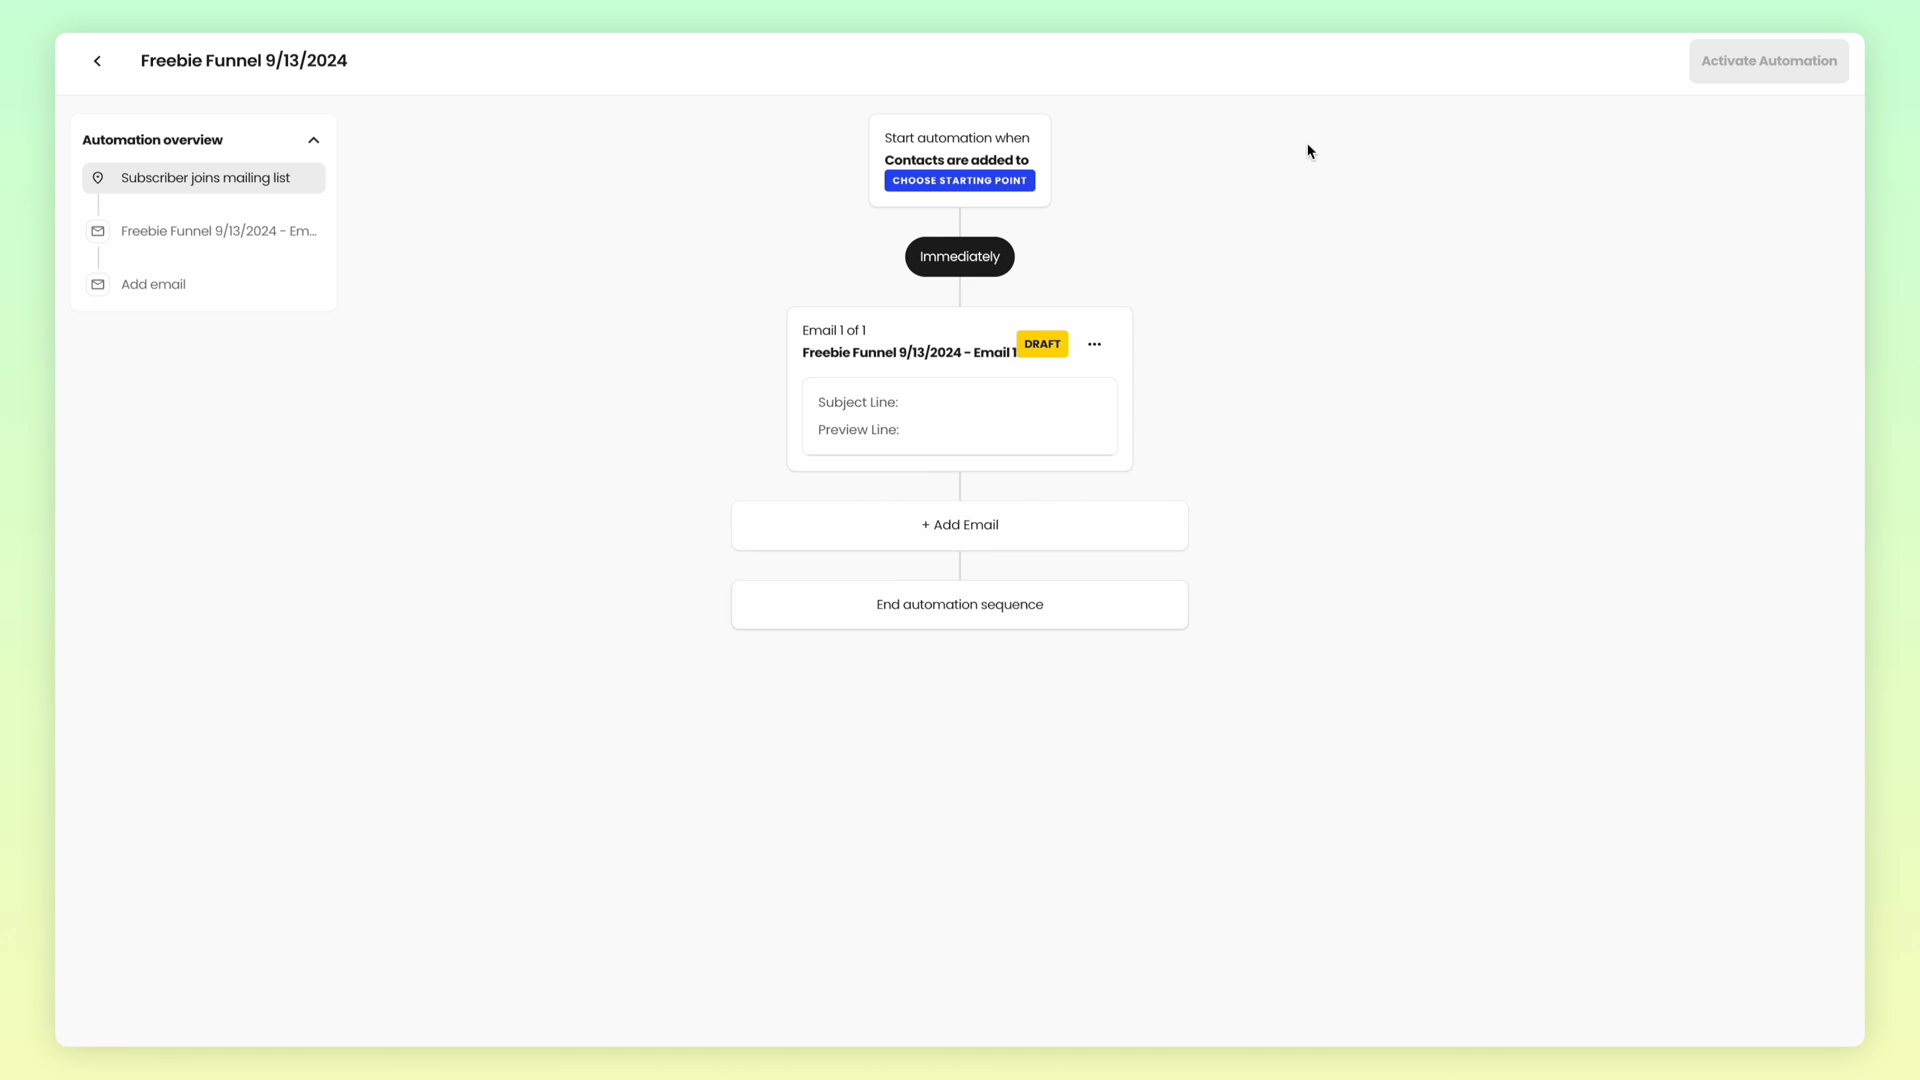 Freebie Funnel 9/13/2024
Activate Automation
Automation overview
Subscriber joins mailing list
Freebie Funnel 9/13/2024 - Em...
Add email
Start automation when
Contacts are added to
CHOOSE STARTING POINT
Immediately
Email 1 of 1
Freebie Funnel 9/13/2024 - Email 1
DRAFT
Subject Line:
Preview Line:
+ Add Email
End automation sequence